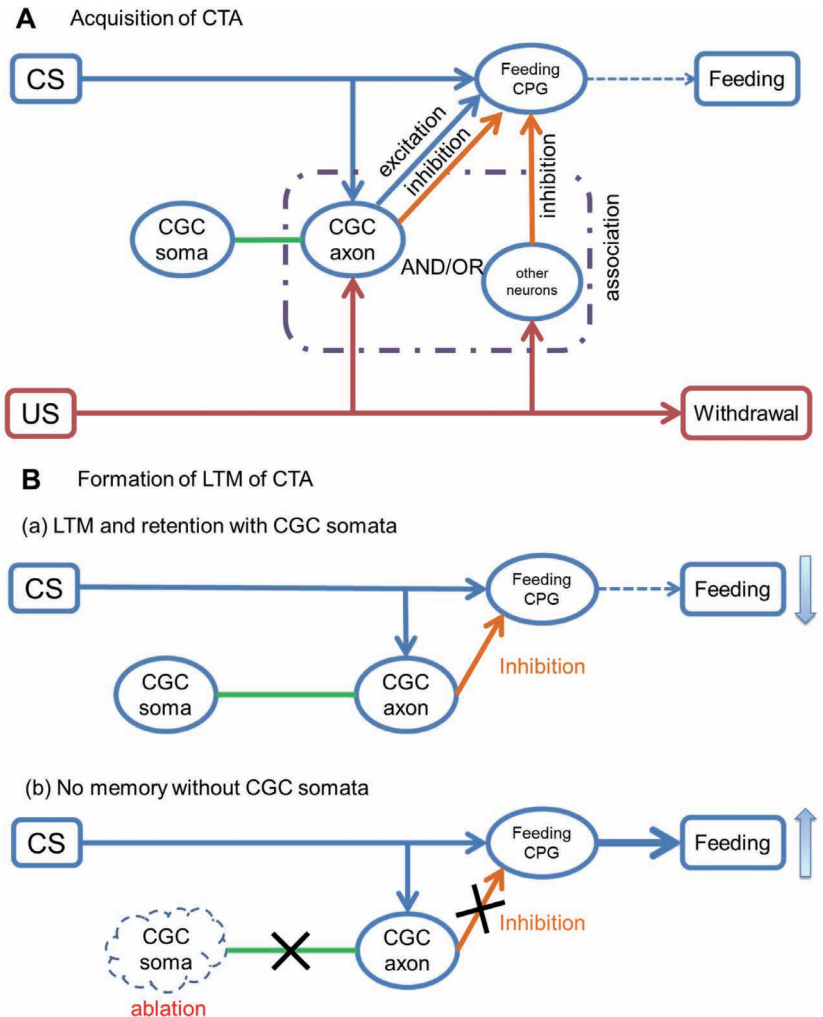 A Acquisition of CTA
CS
Feeding
CPG
Feeding
excitation
inhibition
inhibition
CGC
soma
CGC
axon
AND/OR
other
neurons
association
US
Withdrawal
B Formation of LTM of CTA
(a) LTM and retention with CGC somata
CS
Feeding
CPG
Feeding
Inhibition
CGC
soma
CGC
axon
(b) No memory without CGC somata
CS
Feeding
CPG
Feeding
Inhibition
CGC
soma
CGC
axon
ablation